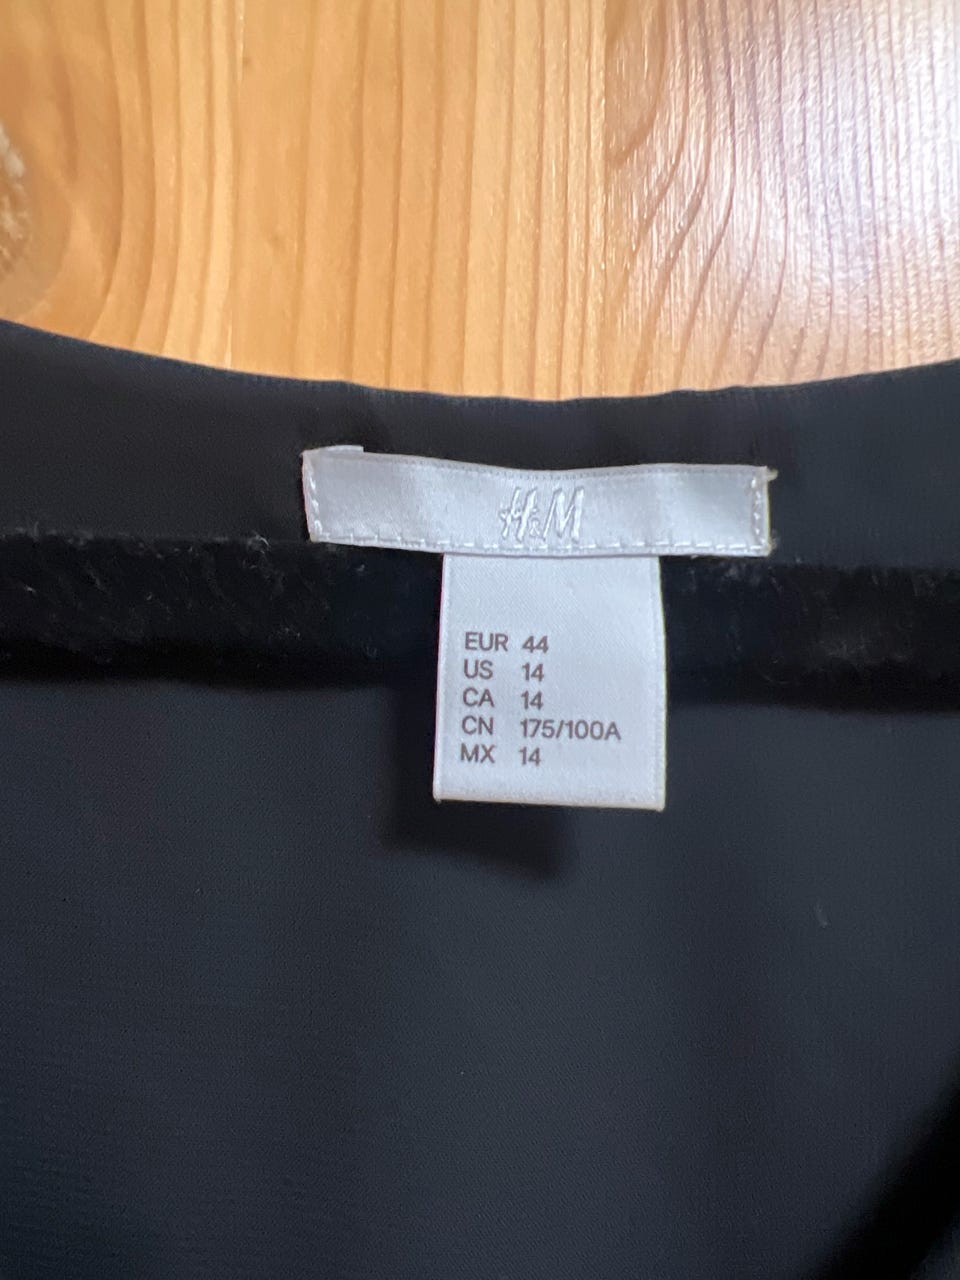 H&M
EUR 44
US 14
CA 14
CN 175/100A
MX 14